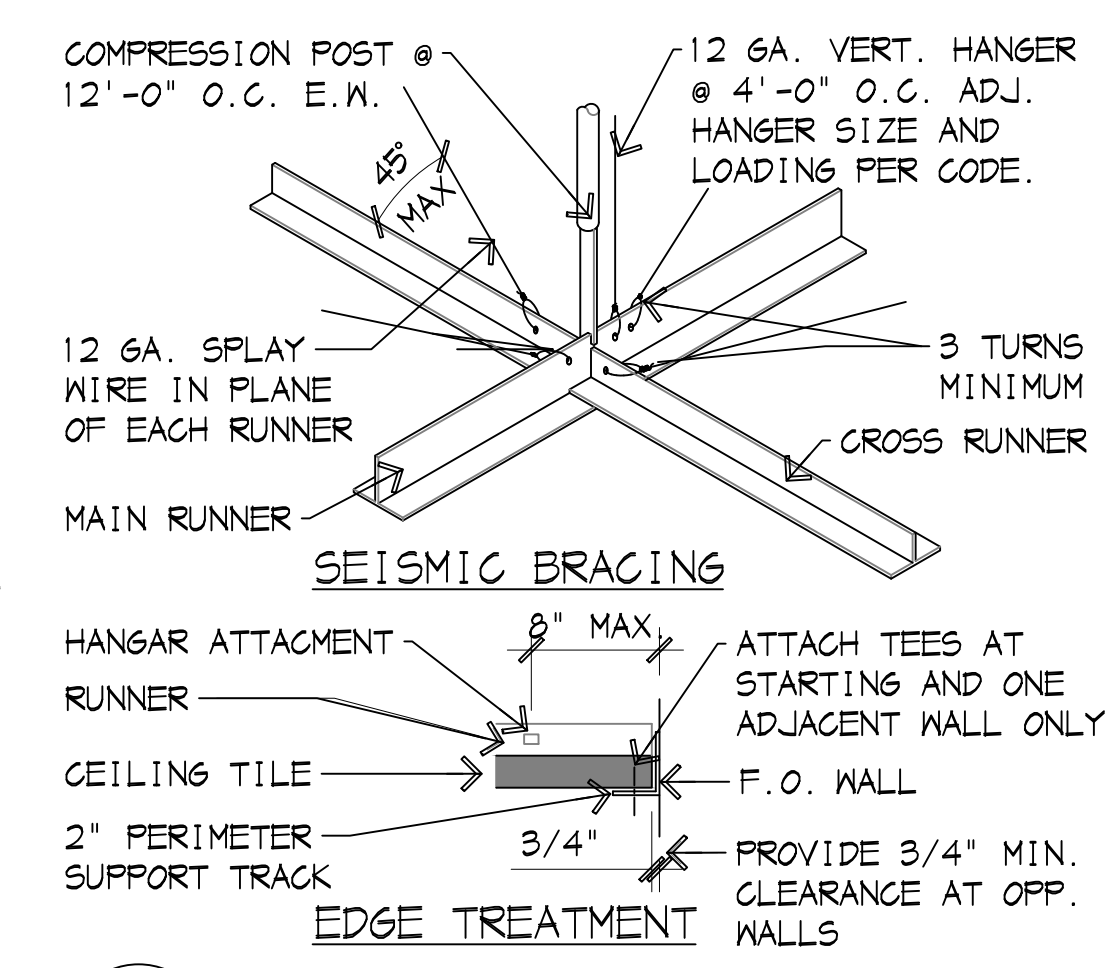 COMPRESSION POST @
12'-0" O.C. E.W.
12 GA. VERT. HANGER
@ 4'-0" O.C. ADJ.
HANGER SIZE AND
LOADING PER CODE.
45°
MAX
12 GA. SPLAY
WIRE IN PLANE
OF EACH RUNNER
3 TURNS
MINIMUM
CROSS RUNNER
MAIN RUNNER
SEISMIC BRACING
8" MAX.
HANGAR ATTACMENT
RUNNER
CEILING TILE
2" PERIMETER
SUPPORT TRACK
ATTACH TEES AT
STARTING AND ONE
ADJACENT WALL ONLY
F.O. WALL
3/4"
PROVIDE 3/4" MIN.
CLEARANCE AT OPP.
WALLS
EDGE TREATMENT